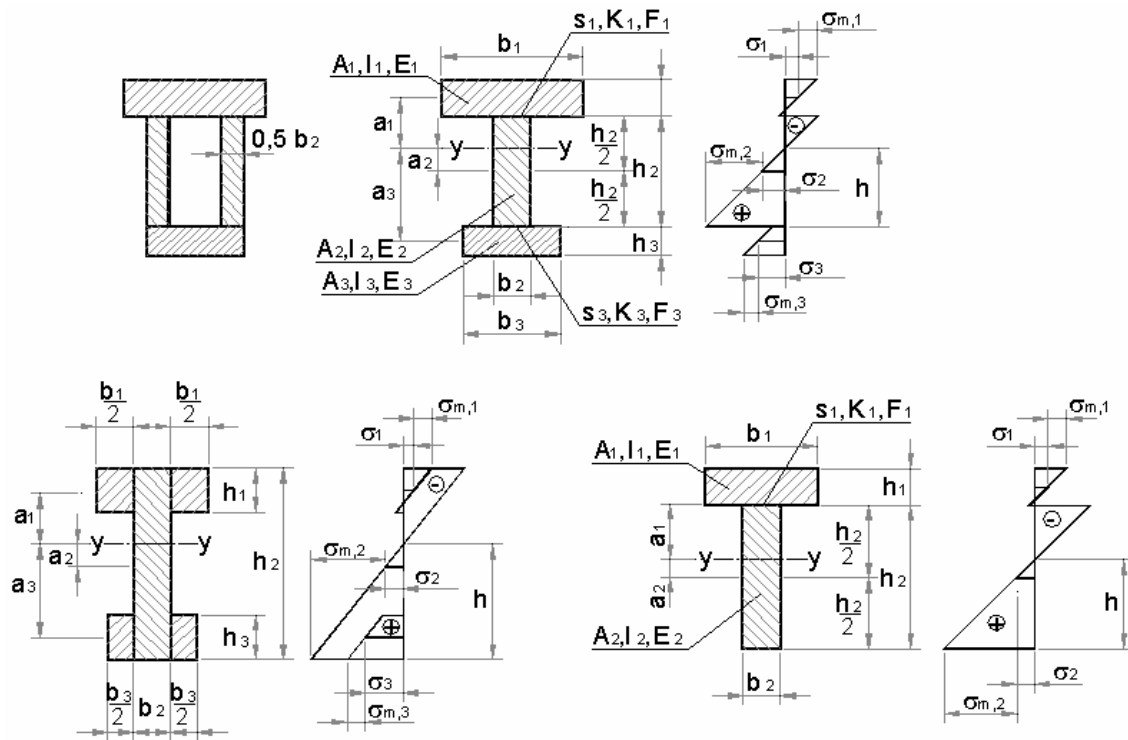 s₁, K₁, F₁
b₁
A₁, I₁, E₁
a₁
a₂
a₃
y y
h₂/2
h₂/2
h₂
h₃
A₂, I₂, E₂
A₃, I₃, E₃
b₂
b₃
s₃, K₃, F₃
0,5 b₂
σm,1
σ₁
⊖
σm,2
σ₂
h
⊕
σ₃
σm,3
b₁/2 b₁/2
a₁
a₂
a₃
y y
h₁
h₂
h₃
b₃/2 b₂ b₃/2
σm,1
σ₁
⊖
σm,2
σ₂
h
⊕
σ₃
σm,3
s₁, K₁, F₁
b₁
A₁, I₁, E₁
h₁
a₁
a₂
y y
h₂/2
h₂/2
h₂
A₂, I₂, E₂
b₂
σm,1
σ₁
⊖
h
⊕
σ₂
σm,2